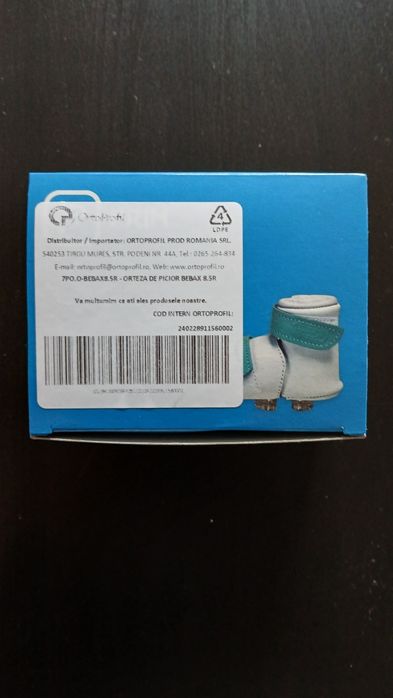 OrtoProfil
4
LDPE
Distribuitor / Importator: ORTOPROFIL PROD ROMANIA SRL.
540253 TIRGU MURES, STR. PODENI NR. 44A, Tel.: 0265-264-834
E-mail: ortoprofil@ortoprofil.ro, Web: www.ortoprofil.ro
7PO.O-BEBAX8.5R - ORTEZA DE PICIOR BEBAX 8.5R
Va multumim ca ati ales produsele noastre.
COD INTERN ORTOPROFIL:
240228911560002